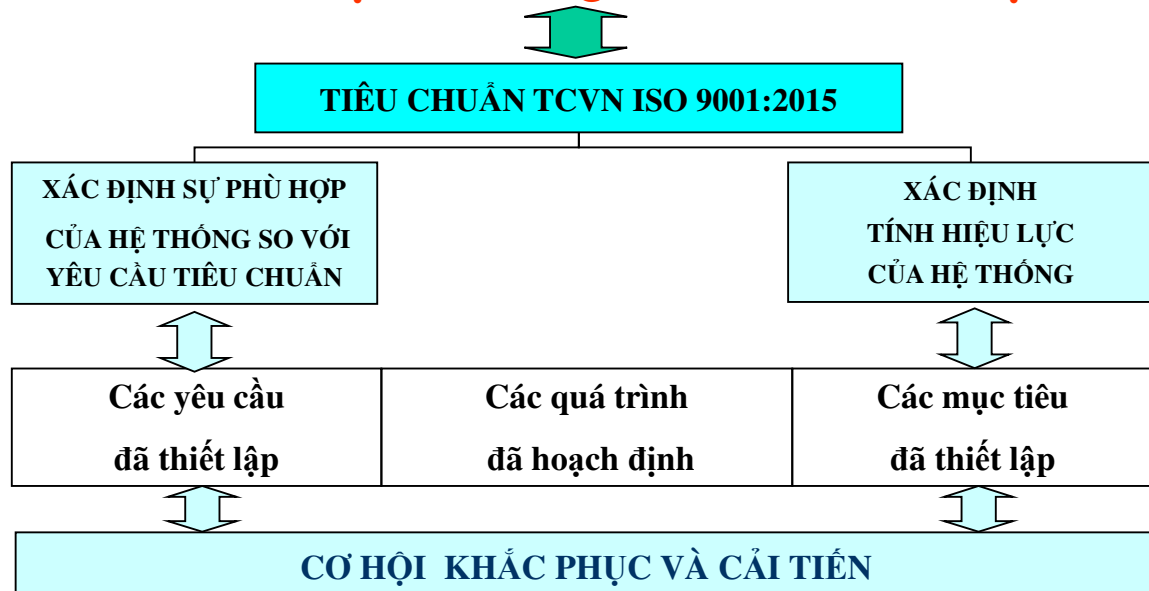 TIÊU CHUẨN TCVN ISO 9001:2015
XÁC ĐỊNH SỰ PHÙ HỢP
CỦA HỆ THỐNG SO VỚI
YÊU CẦU TIÊU CHUẨN
XÁC ĐỊNH
TÍNH HIỆU LỰC
CỦA HỆ THỐNG
Các yêu cầu
đã thiết lập
Các quá trình
đã hoạch định
Các mục tiêu
đã thiết lập
CƠ HỘI KHẮC PHỤC VÀ CẢI TIẾN